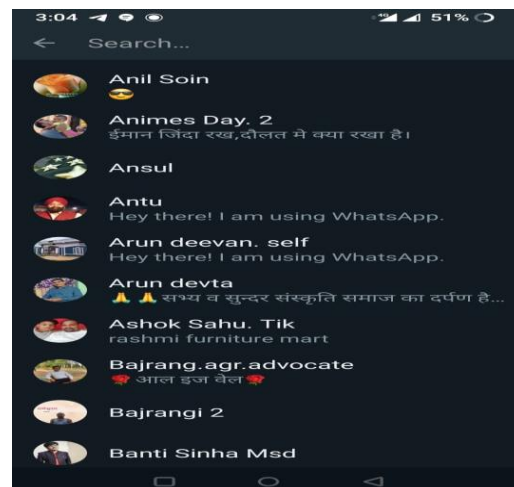 3:04 51%
Search...
Anil Soin
😎
Animes Day. 2
ईमान जिंदा रख,दौलत मे क्या रखा है।
Ansul
Antu
Hey there! I am using WhatsApp.
Arun deevan. self
Hey there! I am using WhatsApp.
Arun devta
🙏🙏सभ्य व सुन्दर संस्कृति समाज का दर्पण है...
Ashok Sahu. Tik
rashmi furniture mart
Bajrang.agr.advocate
🌹आल इज वेल🌹
Bajrangi 2
Banti Sinha Msd